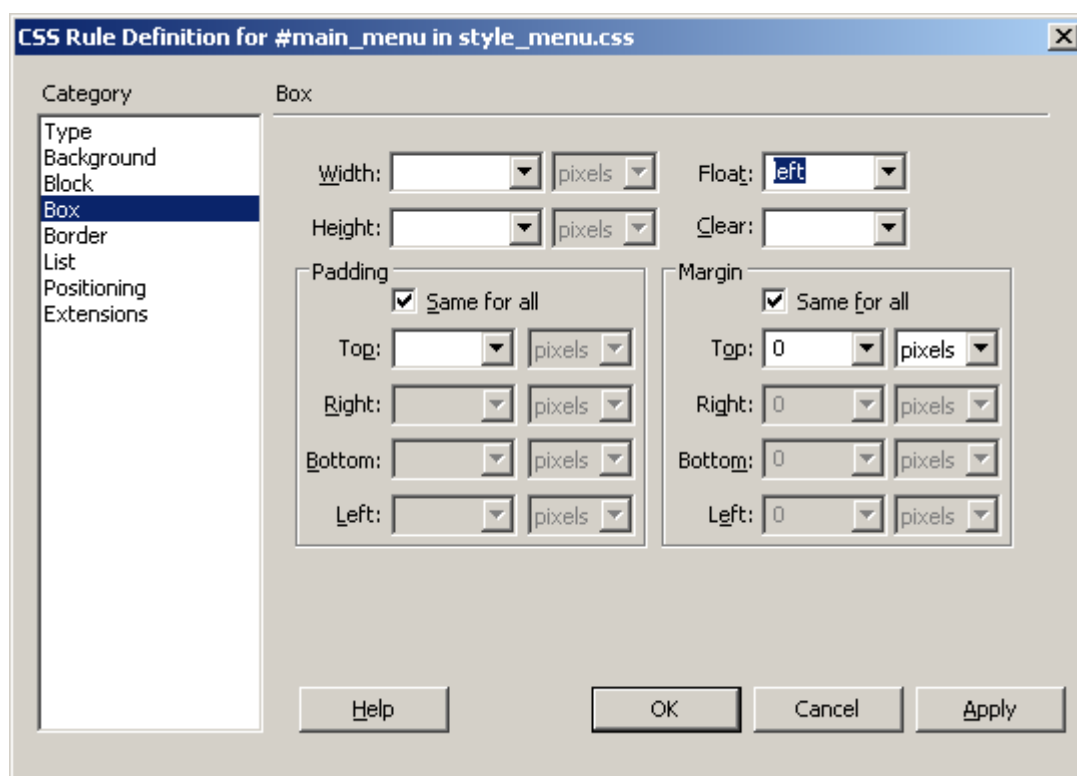 CSS Rule Definition for #main_menu in style_menu.css
Category
Type
Background
Block
Box
Border
List
Positioning
Extensions
Box
Width: pixels Float: left
Height: pixels Clear:
Padding
Same for all
Top: pixels
Right: pixels
Bottom: pixels
Left: pixels
Margin
Same for all
Top: 0 pixels
Right: 0 pixels
Bottom: 0 pixels
Left: 0 pixels
Help OK Cancel Apply